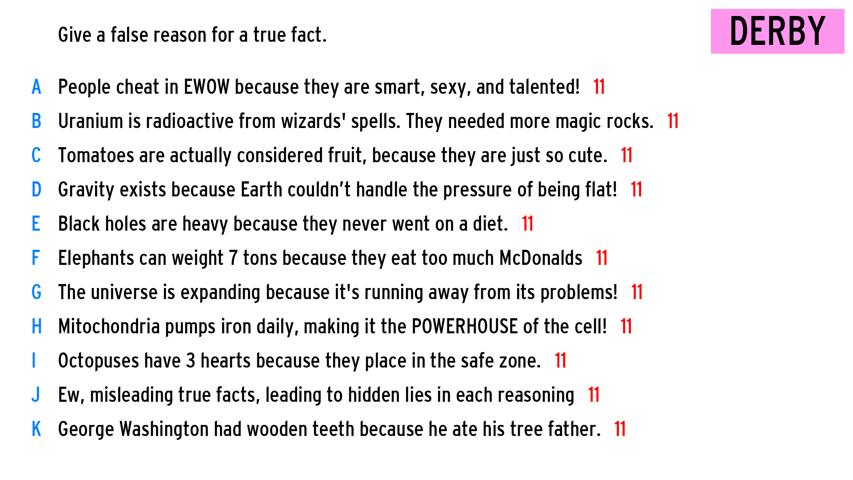 Give a false reason for a true fact.
DERBY
A People cheat in EWOW because they are smart, sexy, and talented! 11
B Uranium is radioactive from wizards' spells. They needed more magic rocks. 11
C Tomatoes are actually considered fruit, because they are just so cute. 11
D Gravity exists because Earth couldn’t handle the pressure of being flat! 11
E Black holes are heavy because they never went on a diet. 11
F Elephants can weight 7 tons because they eat too much McDonalds 11
G The universe is expanding because it's running away from its problems! 11
H Mitochondria pumps iron daily, making it the POWERHOUSE of the cell! 11
I Octopuses have 3 hearts because they place in the safe zone. 11
J Ew, misleading true facts, leading to hidden lies in each reasoning 11
K George Washington had wooden teeth because he ate his tree father. 11